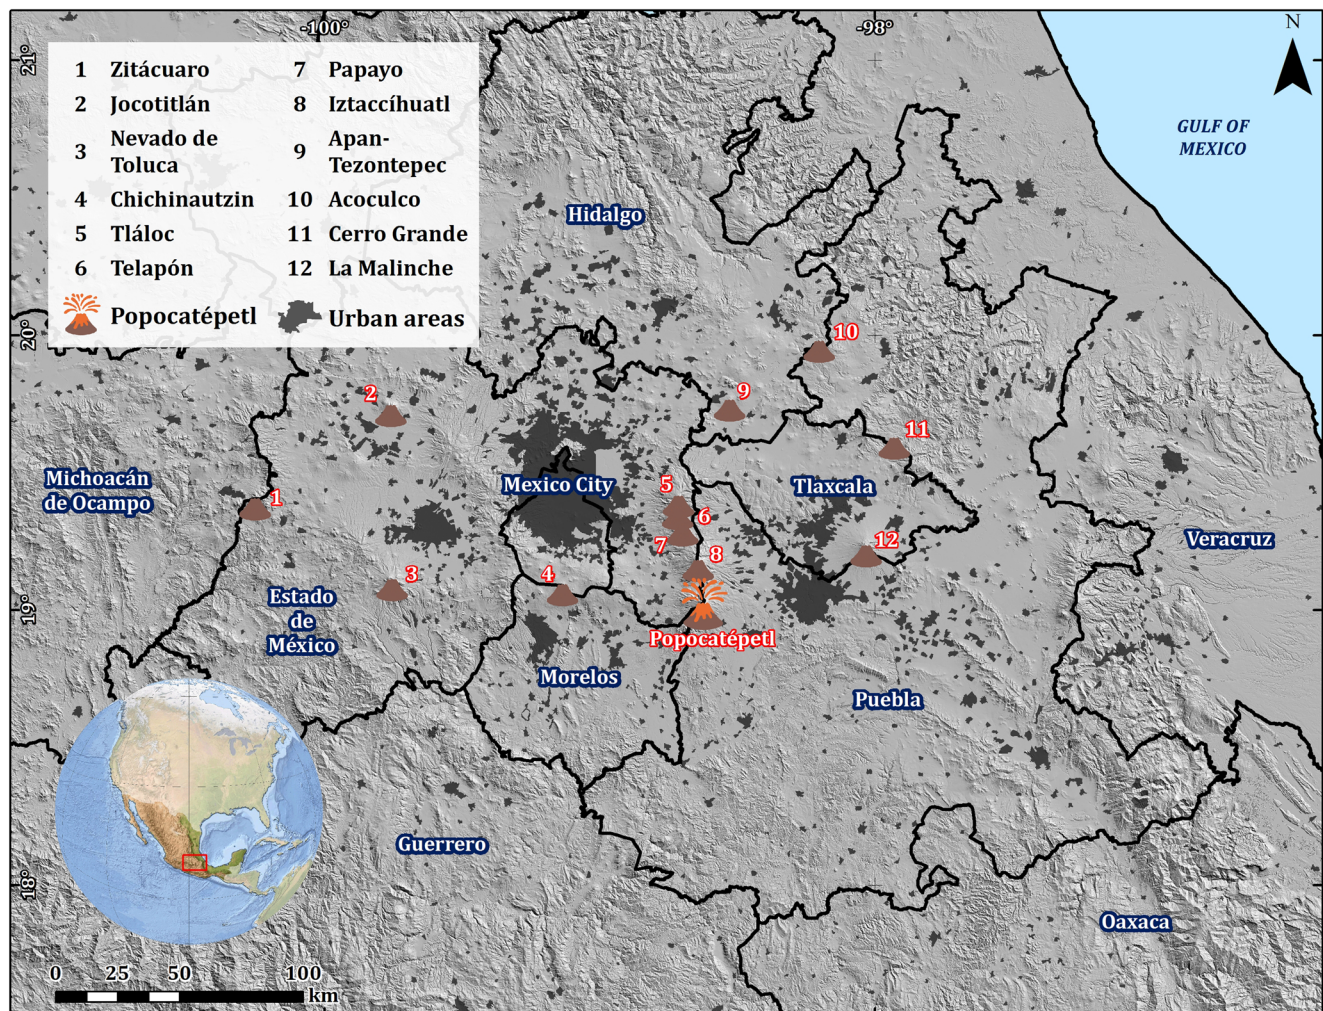 -100°
-98°
N
21°
1 Zitácuaro
7 Papayo
2 Jocotitlán
8 Iztaccíhuatl
3 Nevado de
Toluca
9 Apan-
Tezontepec
4 Chichinautzin
10 Acoculco
5 Tláloc
11 Cerro Grande
6 Telapón
12 La Malinche
Popocatépetl
Urban areas
GULF OF
MEXICO
Hidalgo
20°
10
2
9
11
Michoacán
de Ocampo
Mexico City
5
Tlaxcala
1
6
7
12
Veracruz
8
3
4
19°
Estado
de
México
Popocatépetl
Morelos
Puebla
Guerrero
18°
Oaxaca
0 25 50 100
km